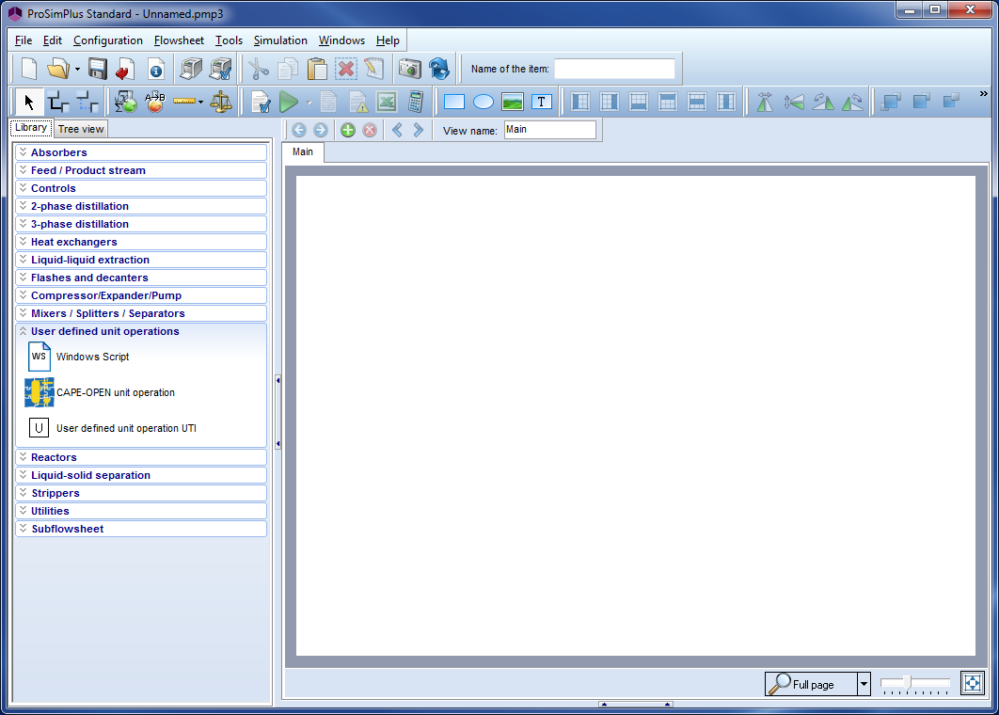 ProSimPlus Standard - Unnamed.pmp3
File Edit Configuration Flowsheet Tools Simulation Windows Help
Name of the item:
A>B
T
»
Library Tree view
View name: Main
Main
Absorbers
Feed / Product stream
Controls
2-phase distillation
3-phase distillation
Heat exchangers
Liquid-liquid extraction
Flashes and decanters
Compressor/Expander/Pump
Mixers / Splitters / Separators
User defined unit operations
WS Windows Script
CAPE-OPEN unit operation
U User defined unit operation UTI
Reactors
Liquid-solid separation
Strippers
Utilities
Subflowsheet
Full page